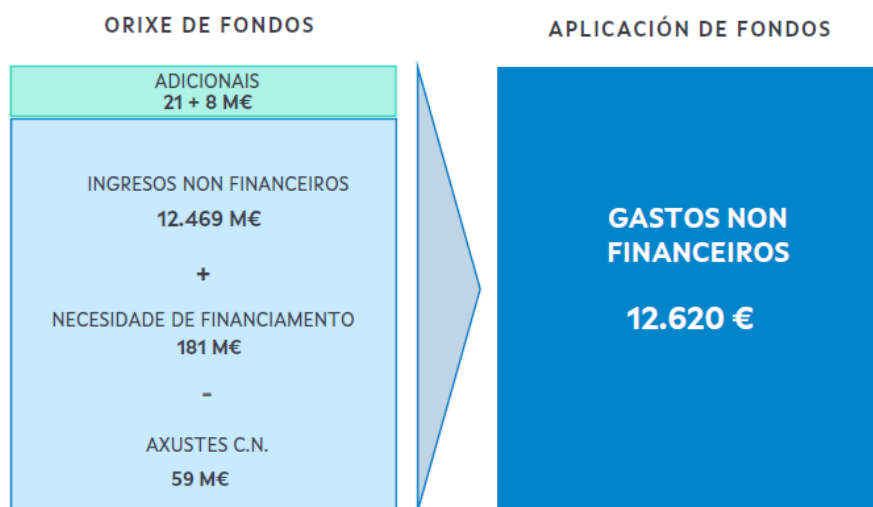 ORIXE DE FONDOS
ADICIONAIS
21 + 8 M€
INGRESOS NON FINANCEIROS
12.469 M€
+
NECESIDADE DE FINANCIAMENTO
181 M€
-
AXUSTES C.N.
59 M€
APLICACIÓN DE FONDOS
GASTOS NON
FINANCEIROS
12.620 €